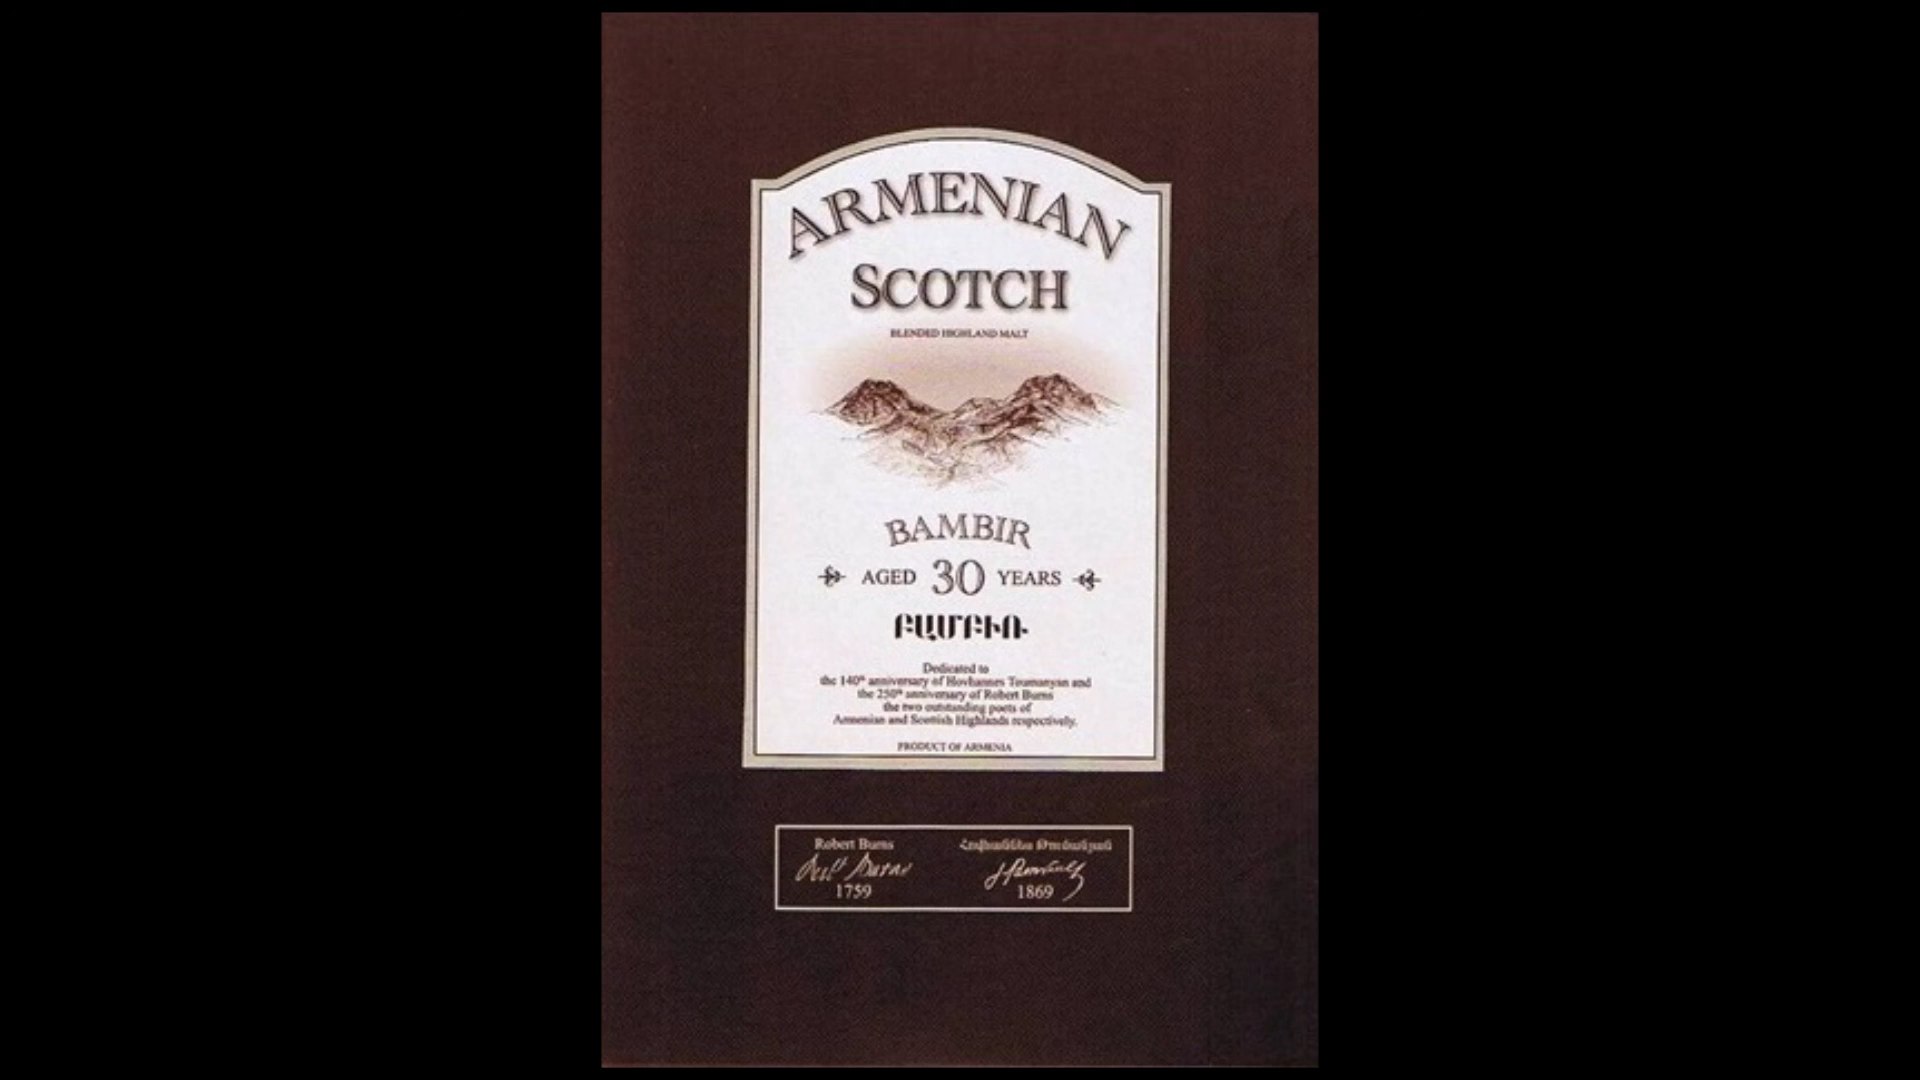 ARMENIAN
SCOTCH
BLENDED HIGHLAND MALT
BAMBIR
AGED 30 YEARS
ԲԱՄԲԻՌ
Dedicated to
the 140th anniversary of Hovhannes Toumanyan and
the 250th anniversary of Robert Burns
the two outstanding poets of
Armenian and Scottish Highlands respectively.
PRODUCT OF ARMENIA
Robert Burns
Հովհաննես Թումանյան
1759
1869